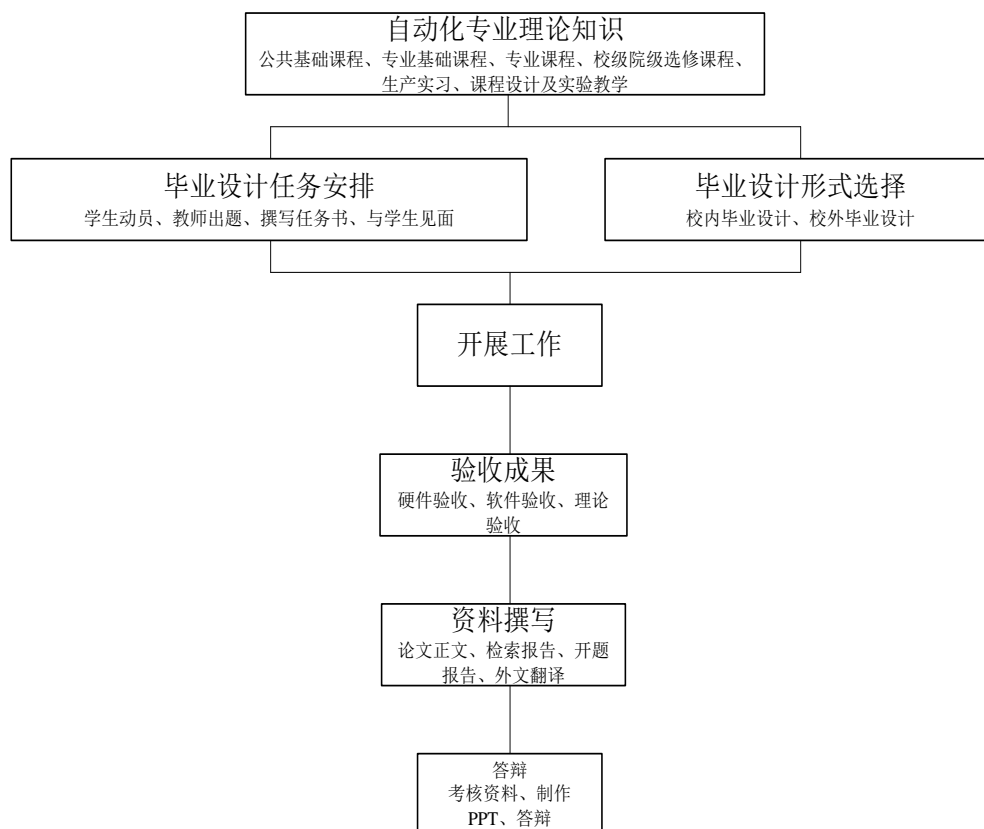 自动化专业理论知识
公共基础课程、专业基础课程、专业课程、校级院级选修课程、
生产实习、课程设计及实验教学
毕业设计任务安排
学生动员、教师出题、撰写任务书、与学生见面
毕业设计形式选择
校内毕业设计、校外毕业设计
开展工作
验收成果
硬件验收、软件验收、理论
验收
资料撰写
论文正文、检索报告、开题
报告、外文翻译
答辩
考核资料、制作
PPT、答辩